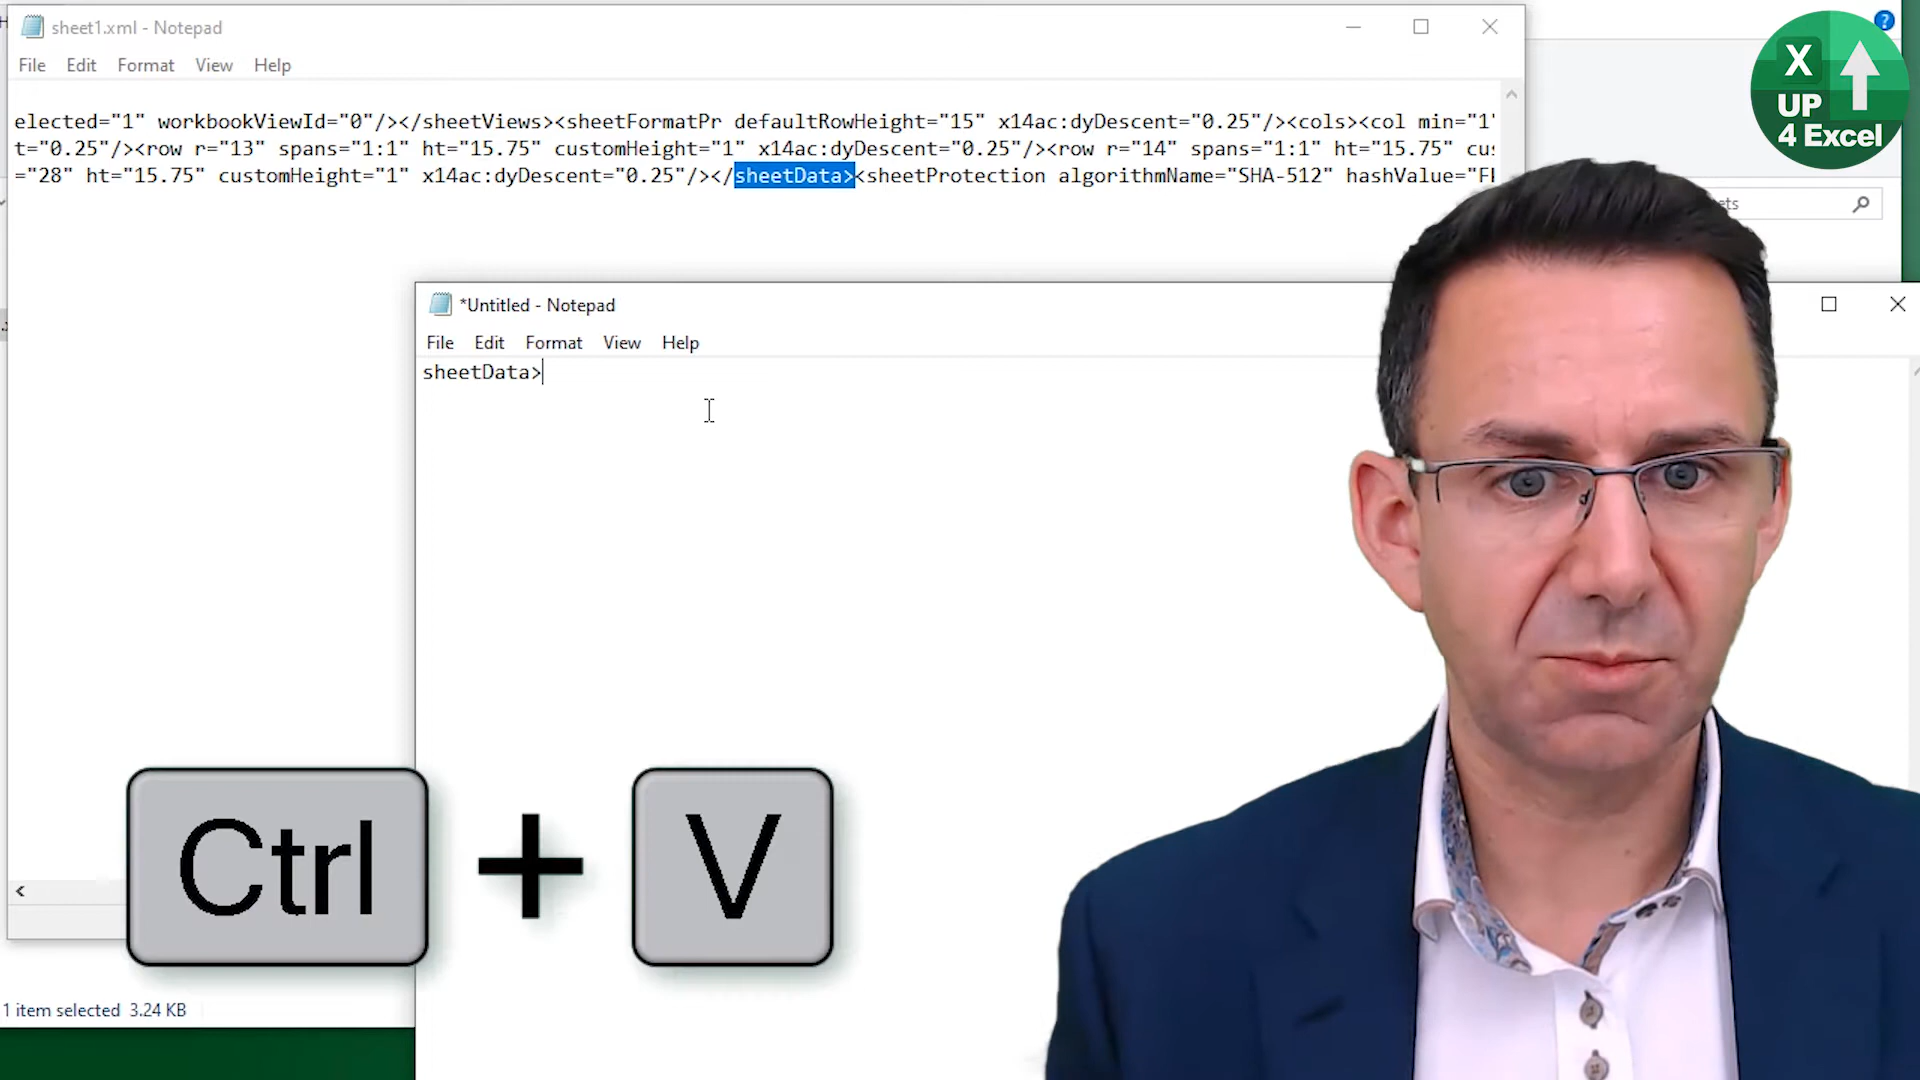 sheet1.xml - Notepad
File Edit Format View Help
elected="1" workbookViewId="0"/></sheetViews><sheetFormatPr defaultRowHeight="15" x14ac:dyDescent="0.25"/><cols><col min="1"
t="0.25"/><row r="13" spans="1:1" ht="15.75" customHeight="1" x14ac:dyDescent="0.25"/><row r="14" spans="1:1" ht="15.75" cus
="28" ht="15.75" customHeight="1" x14ac:dyDescent="0.25"/></sheetData><sheetProtection algorithmName="SHA-512" hashValue="
*Untitled - Notepad
File Edit Format View Help
sheetData>
Ctrl + V
1 item selected 3.24 KB
X
UP
4 Excel
?